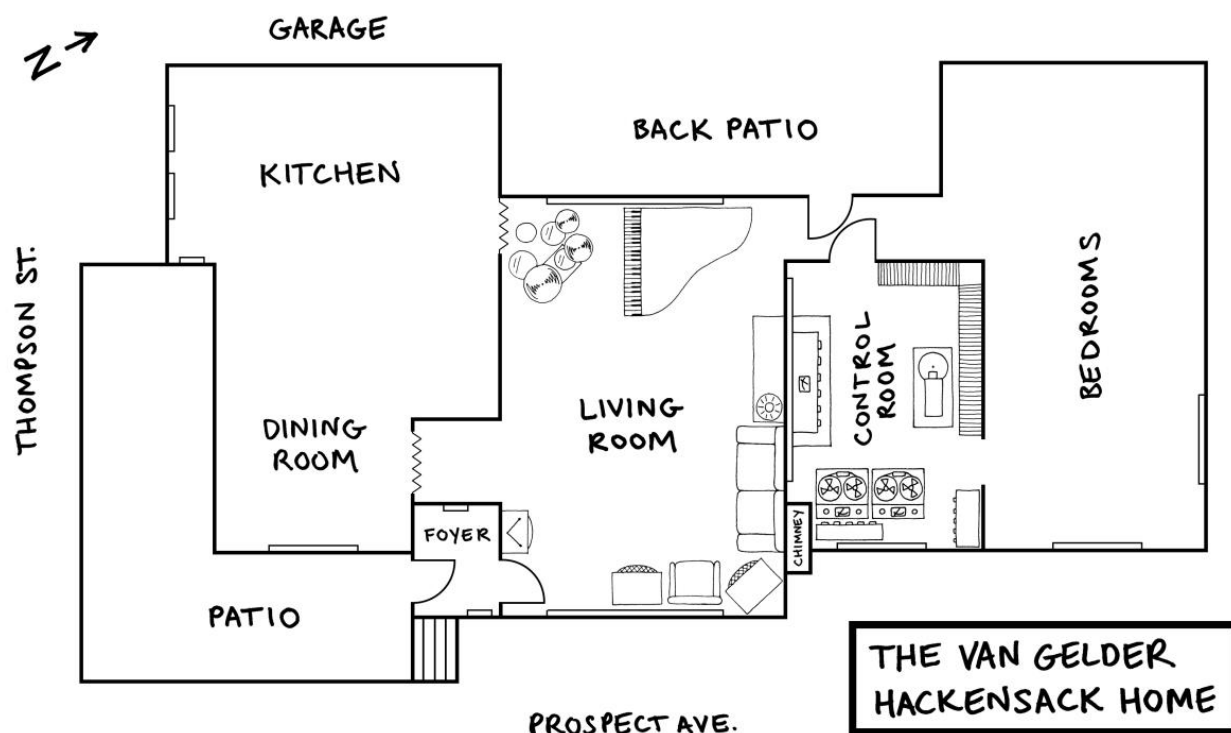 GARAGE
N
BACK PATIO
KITCHEN
THOMPSON ST.
BEDROOMS
CONTROL
ROOM
LIVING
ROOM
DINING
ROOM
FOYER
CHIMNEY
PATIO
THE VAN GELDER
HACKENSACK HOME
PROSPECT AVE.